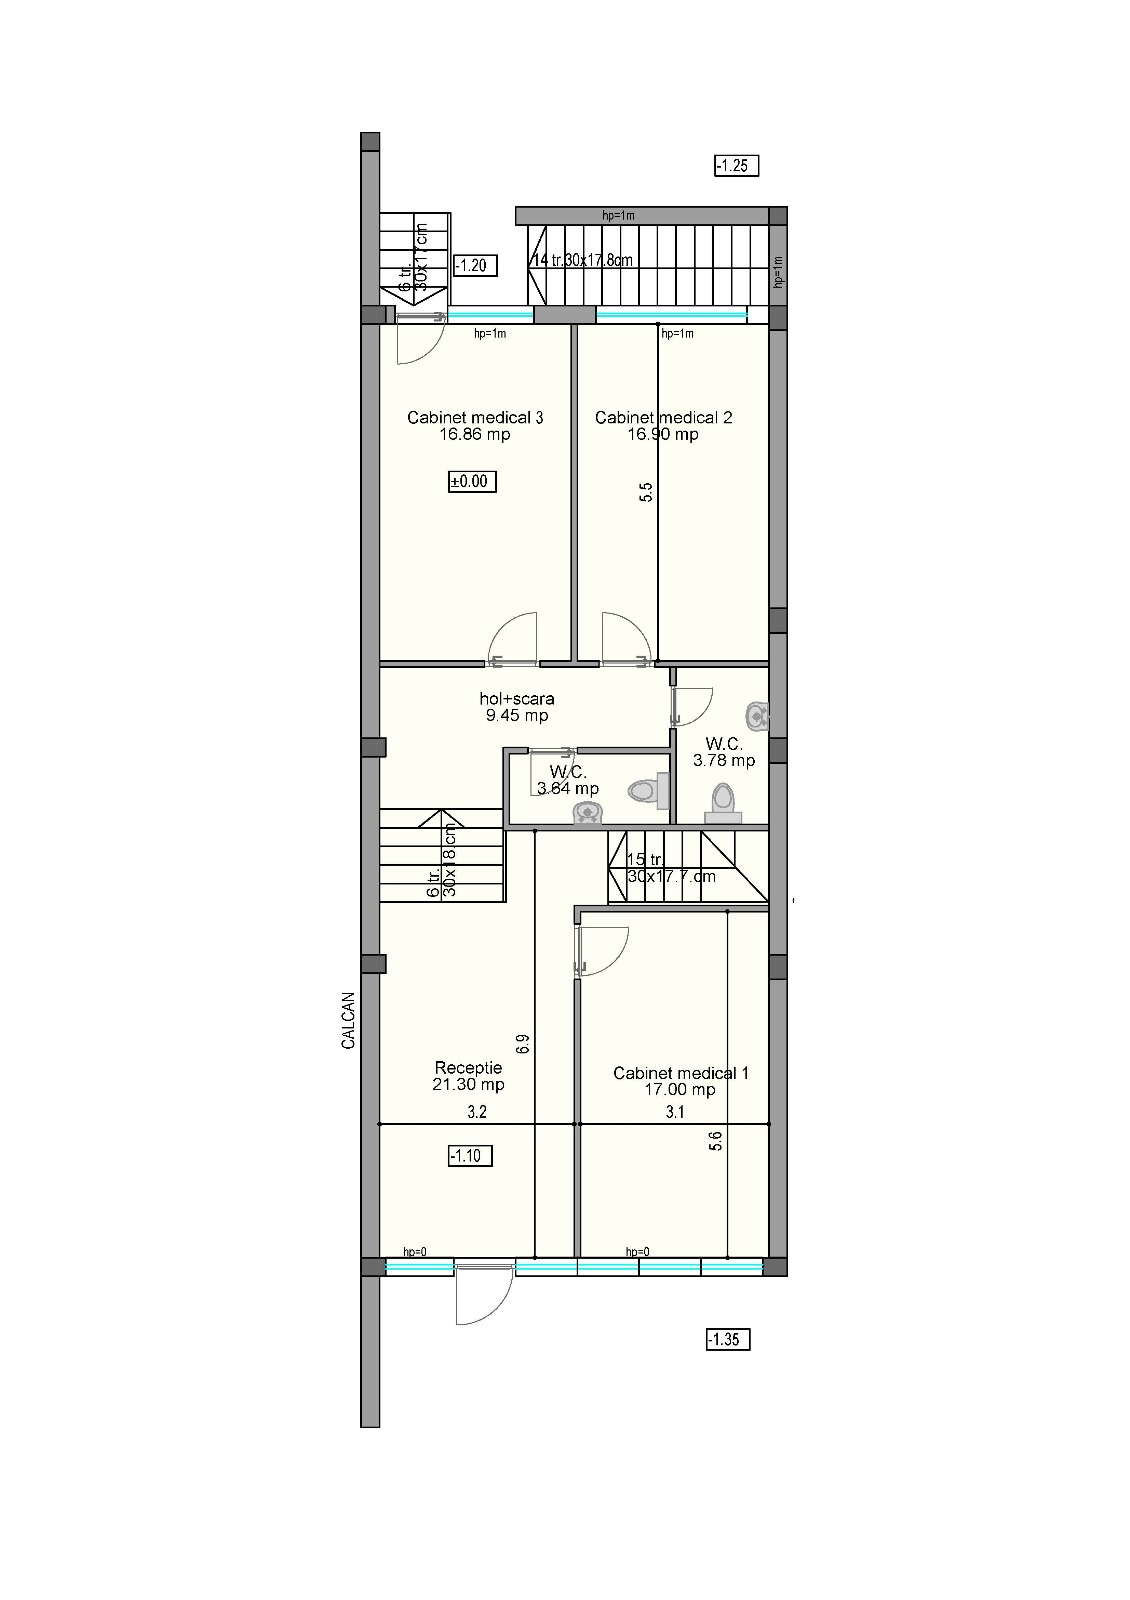 -1.25
hp=1m
6 tr.
30x17cm
-1.20
14 tr.30x17.8cm
hp=1m
hp=1m
hp=1m
Cabinet medical 3
16.86 mp
Cabinet medical 2
16.90 mp
±0.00
5.5
hol+scara
9.45 mp
W.C.
3.78 mp
W.C.
3.64 mp
6 tr.
30x18.cm
15 tr.
30x17.7.cm
CALCAN
6.9
Receptie
21.30 mp
Cabinet medical 1
17.00 mp
3.2
3.1
5.6
-1.10
hp=0
hp=0
-1.35